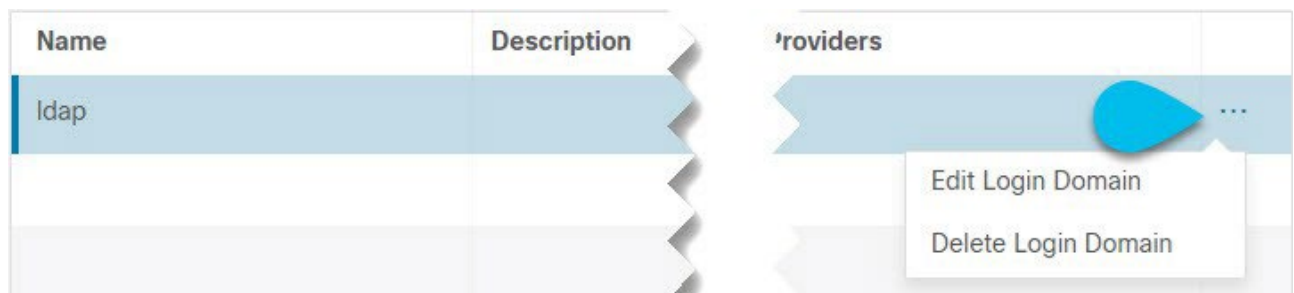 Name Description roviders
ldap ...
Edit Login Domain
Delete Login Domain